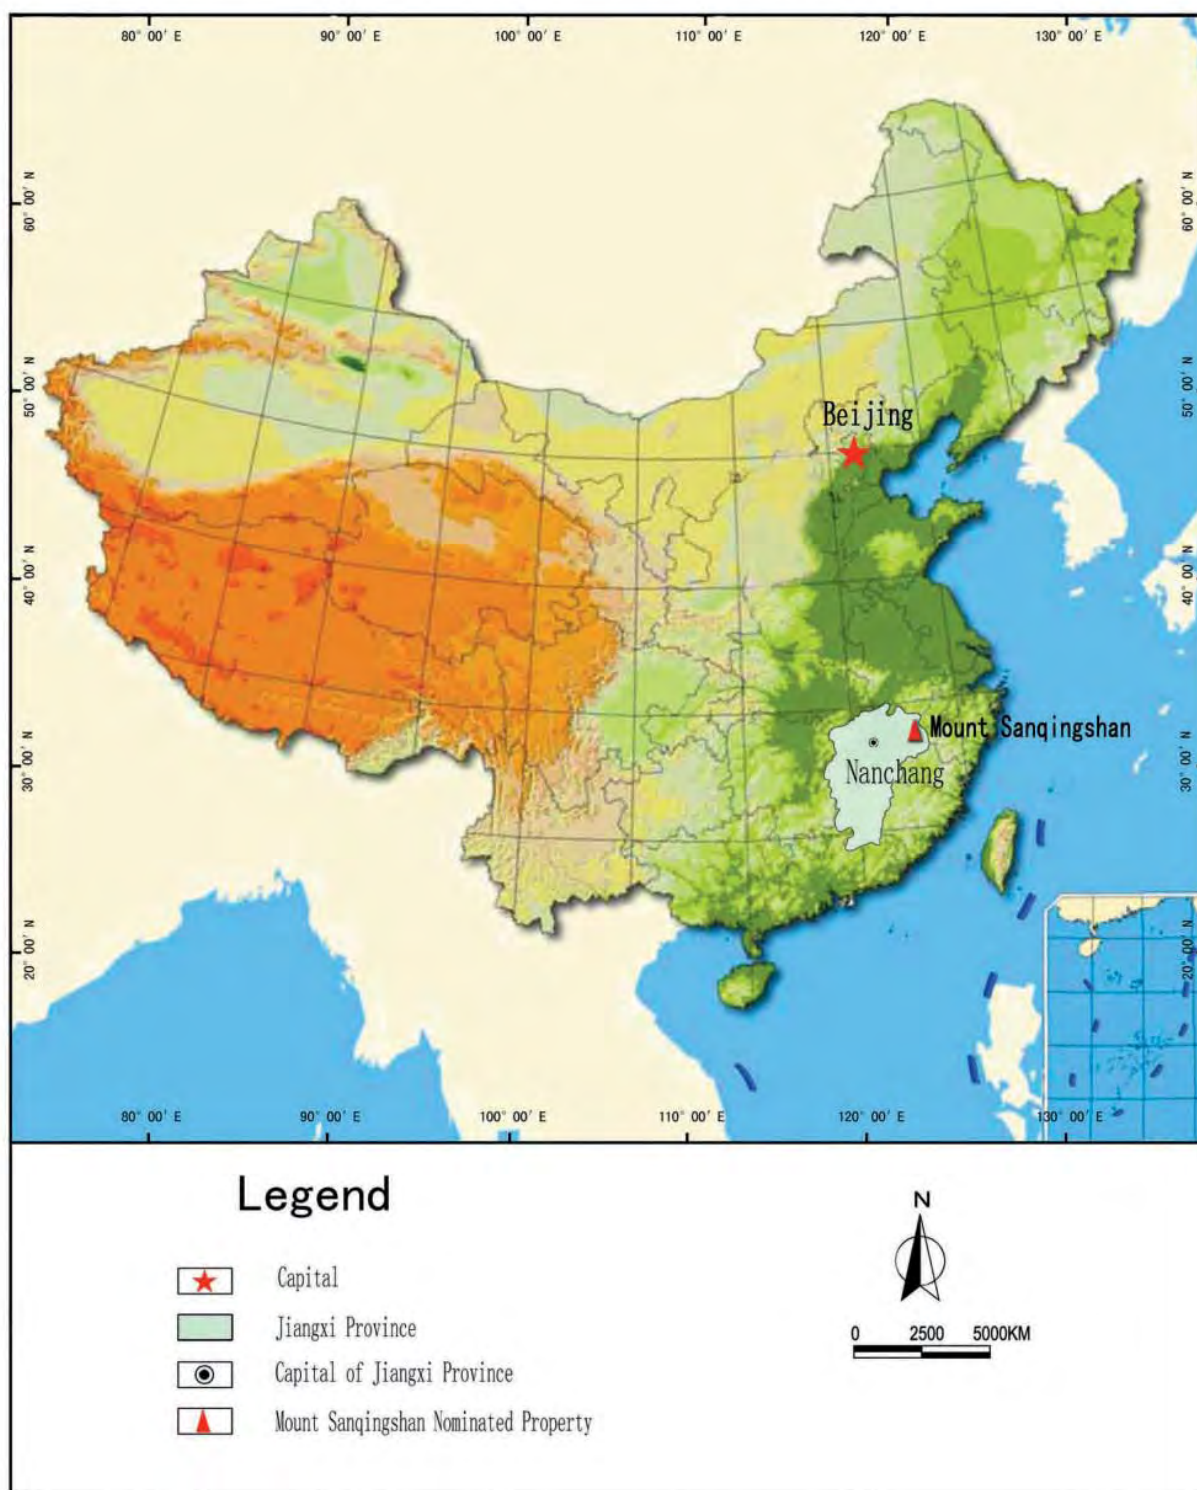 80° 00′ E 90° 00′ E 100° 00′ E 110° 00′ E 120° 00′ E 130° 00′ E
60° 00′ N 60° 00′ N
50° 00′ N 50° 00′ N
Beijing
40° 00′ N 40° 00′ N
Mount Sanqingshan
30° 00′ N 30° 00′ N
Nanchang
20° 00′ N 20° 00′ N
80° 00′ E 90° 00′ E 100° 00′ E 110° 00′ E 120° 00′ E 130° 00′ E
Legend
Capital
Jiangxi Province
Capital of Jiangxi Province
Mount Sanqingshan Nominated Property
N
0 2500 5000KM